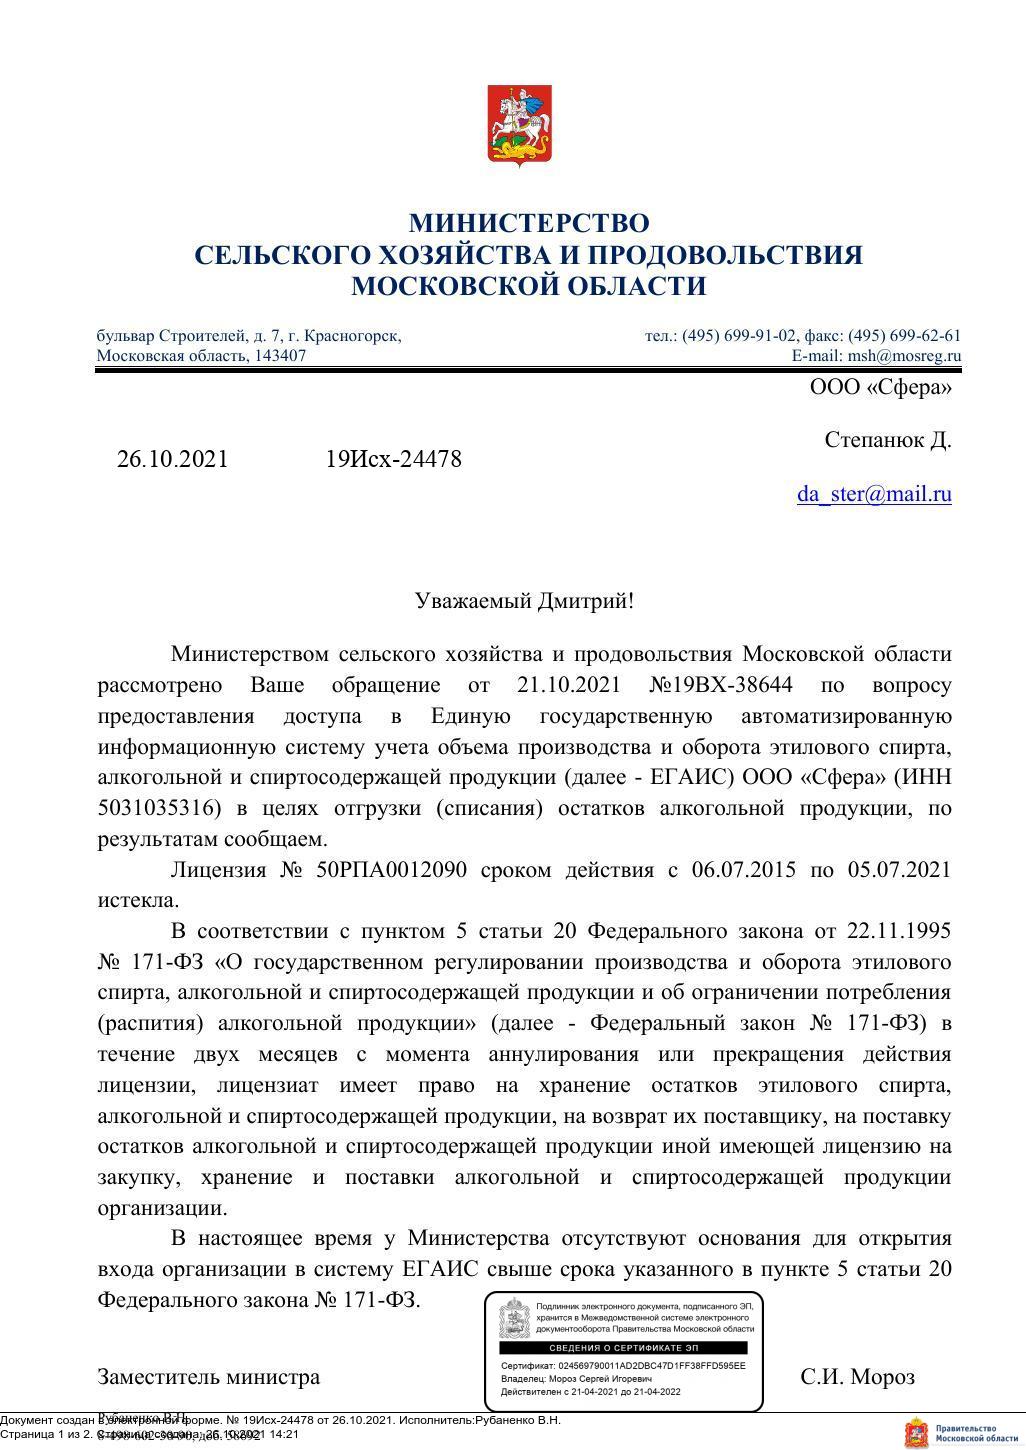 МИНИСТЕРСТВО
СЕЛЬСКОГО ХОЗЯЙСТВА И ПРОДОВОЛЬСТВИЯ
МОСКОВСКОЙ ОБЛАСТИ
бульвар Строителей, д. 7, г. Красногорск,
Московская область, 143407
тел.: (495) 699-91-02, факс: (495) 699-62-61
E-mail: msh@mosreg.ru
ООО «Сфера»
Степанюк Д.
26.10.2021 19Исх-24478
da_ster@mail.ru
Уважаемый Дмитрий!
Министерством сельского хозяйства и продовольствия Московской области
рассмотрено Ваше обращение от 21.10.2021 №19ВХ-38644 по вопросу
предоставления доступа в Единую государственную автоматизированную
информационную систему учета объема производства и оборота этилового спирта,
алкогольной и спиртосодержащей продукции (далее - ЕГАИС) ООО «Сфера» (ИНН
5031035316) в целях отгрузки (списания) остатков алкогольной продукции, по
результатам сообщаем.
Лицензия № 50РПА0012090 сроком действия с 06.07.2015 по 05.07.2021
истекла.
В соответствии с пунктом 5 статьи 20 Федерального закона от 22.11.1995
№ 171-ФЗ «О государственном регулировании производства и оборота этилового
спирта, алкогольной и спиртосодержащей продукции и об ограничении потребления
(распития) алкогольной продукции» (далее - Федеральный закон № 171-ФЗ) в
течение двух месяцев с момента аннулирования или прекращения действия
лицензии, лицензиат имеет право на хранение остатков этилового спирта,
алкогольной и спиртосодержащей продукции, на возврат их поставщику, на поставку
остатков алкогольной и спиртосодержащей продукции иной имеющей лицензию на
закупку, хранение и поставки алкогольной и спиртосодержащей продукции
организации.
В настоящее время у Министерства отсутствуют основания для открытия
входа организации в систему ЕГАИС свыше срока указанного в пункте 5 статьи 20
Федерального закона № 171-ФЗ.
Подлинник электронного документа, подписанного ЭП,
хранится в Межведомственной системе электронного
документооборота Правительства Московской области
СВЕДЕНИЯ О СЕРТИФИКАТЕ ЭП
Сертификат: 024569790011AD2DBC47D1FF38FFD595EE
Владелец: Мороз Сергей Игоревич
Действителен с 21-04-2021 до 21-04-2022
Заместитель министра
С.И. Мороз
Рубаненко В.Н.
Документ создан в электронной форме. № 19Исх-24478 от 26.10.2021. Исполнитель:Рубаненко В.Н.
Страница 1 из 2. Страница создана: 26.10.2021 14:21
Правительство
Московской области